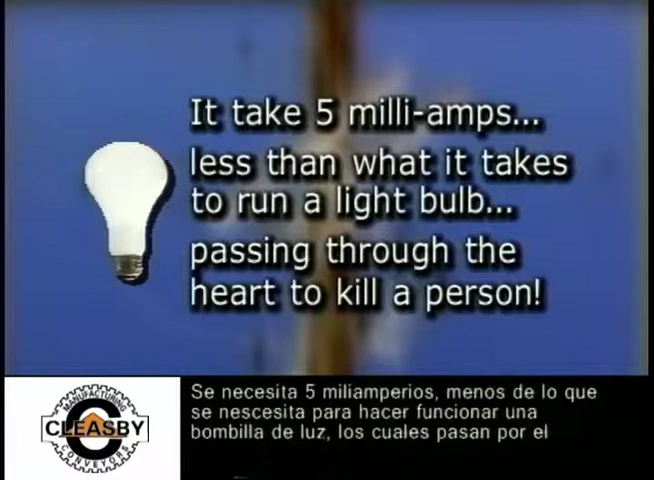 It take 5 milli-amps...
less than what it takes
to run a light bulb...
passing through the
heart to kill a person!
MANUFACTURING
CLEASBY
CONVEYORS
Se necesita 5 miliamperios, menos de lo que
se nescesita para hacer funcionar una
bombilla de luz, los cuales pasan por el